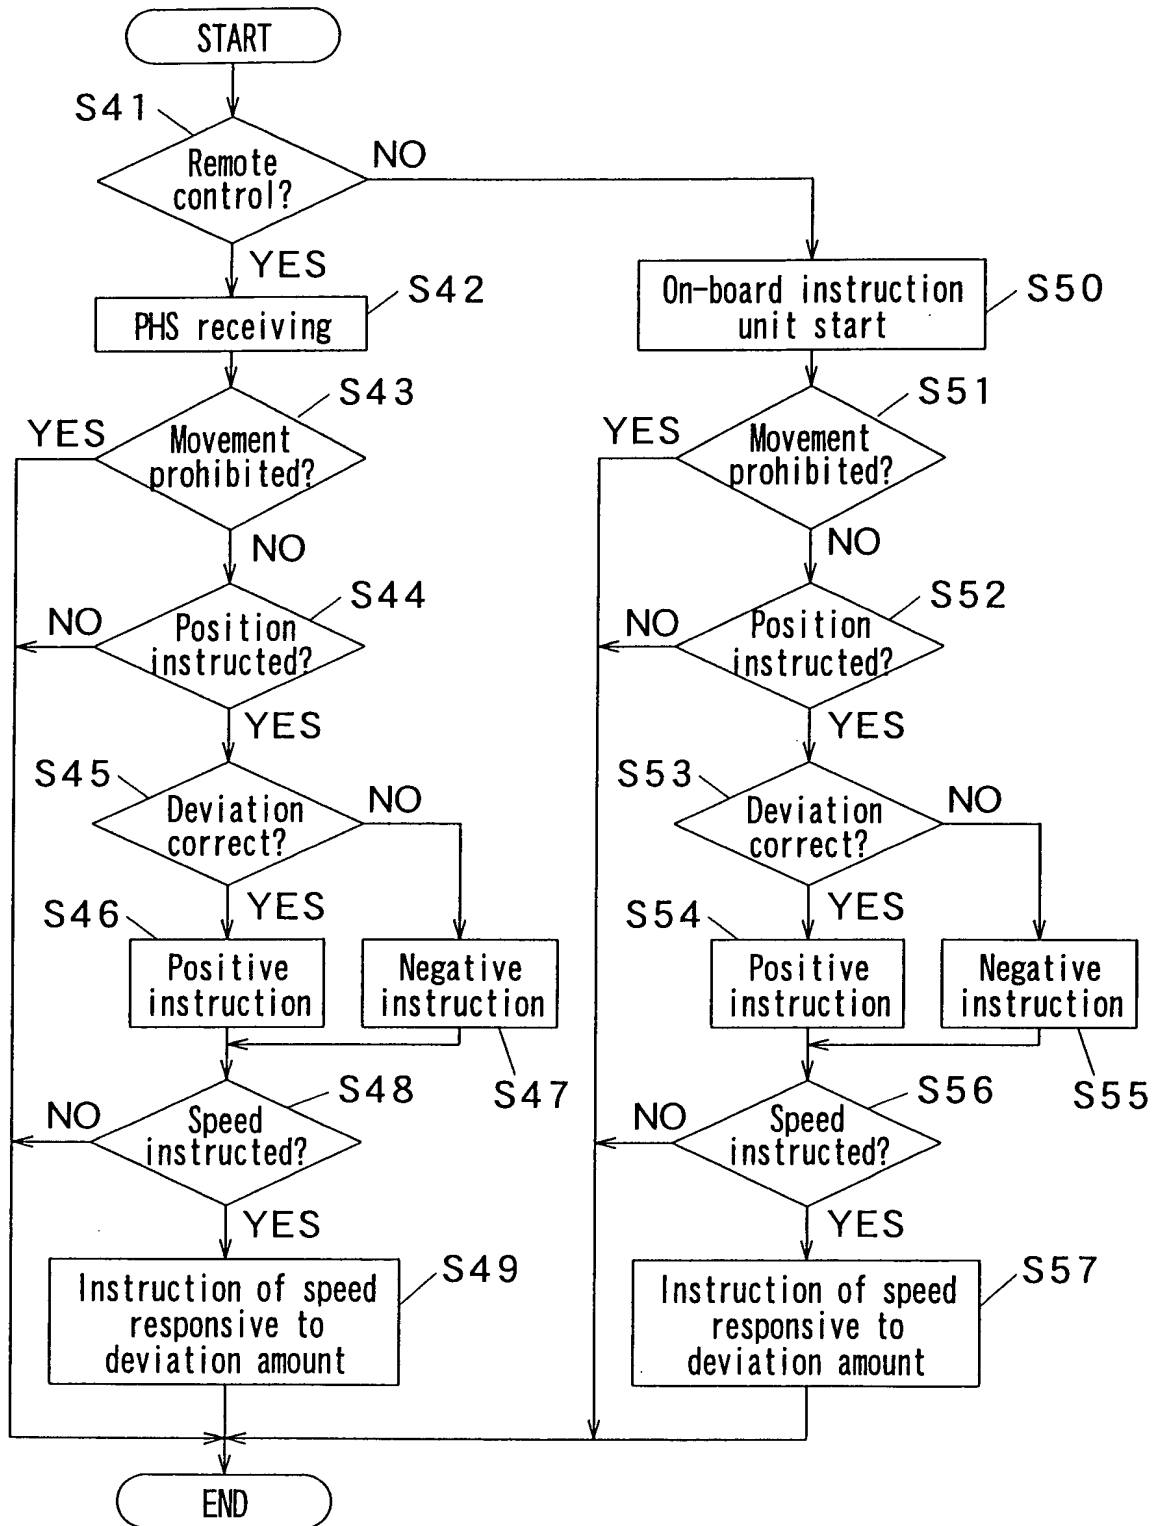 START
S41
Remote
control?
NO
YES
S42
PHS receiving
On-board instruction
unit start
S50
S43
YES
Movement
prohibited?
NO
S51
YES
Movement
prohibited?
NO
S44
NO
Position
instructed?
YES
S52
NO
Position
instructed?
YES
S45
Deviation
correct?
NO
YES
S53
Deviation
correct?
NO
YES
S46
Positive
instruction
Negative
instruction
S47
S54
Positive
instruction
Negative
instruction
S55
S48
NO
Speed
instructed?
YES
S56
NO
Speed
instructed?
YES
S49
Instruction of speed
responsive to
deviation amount
S57
Instruction of speed
responsive to
deviation amount
END